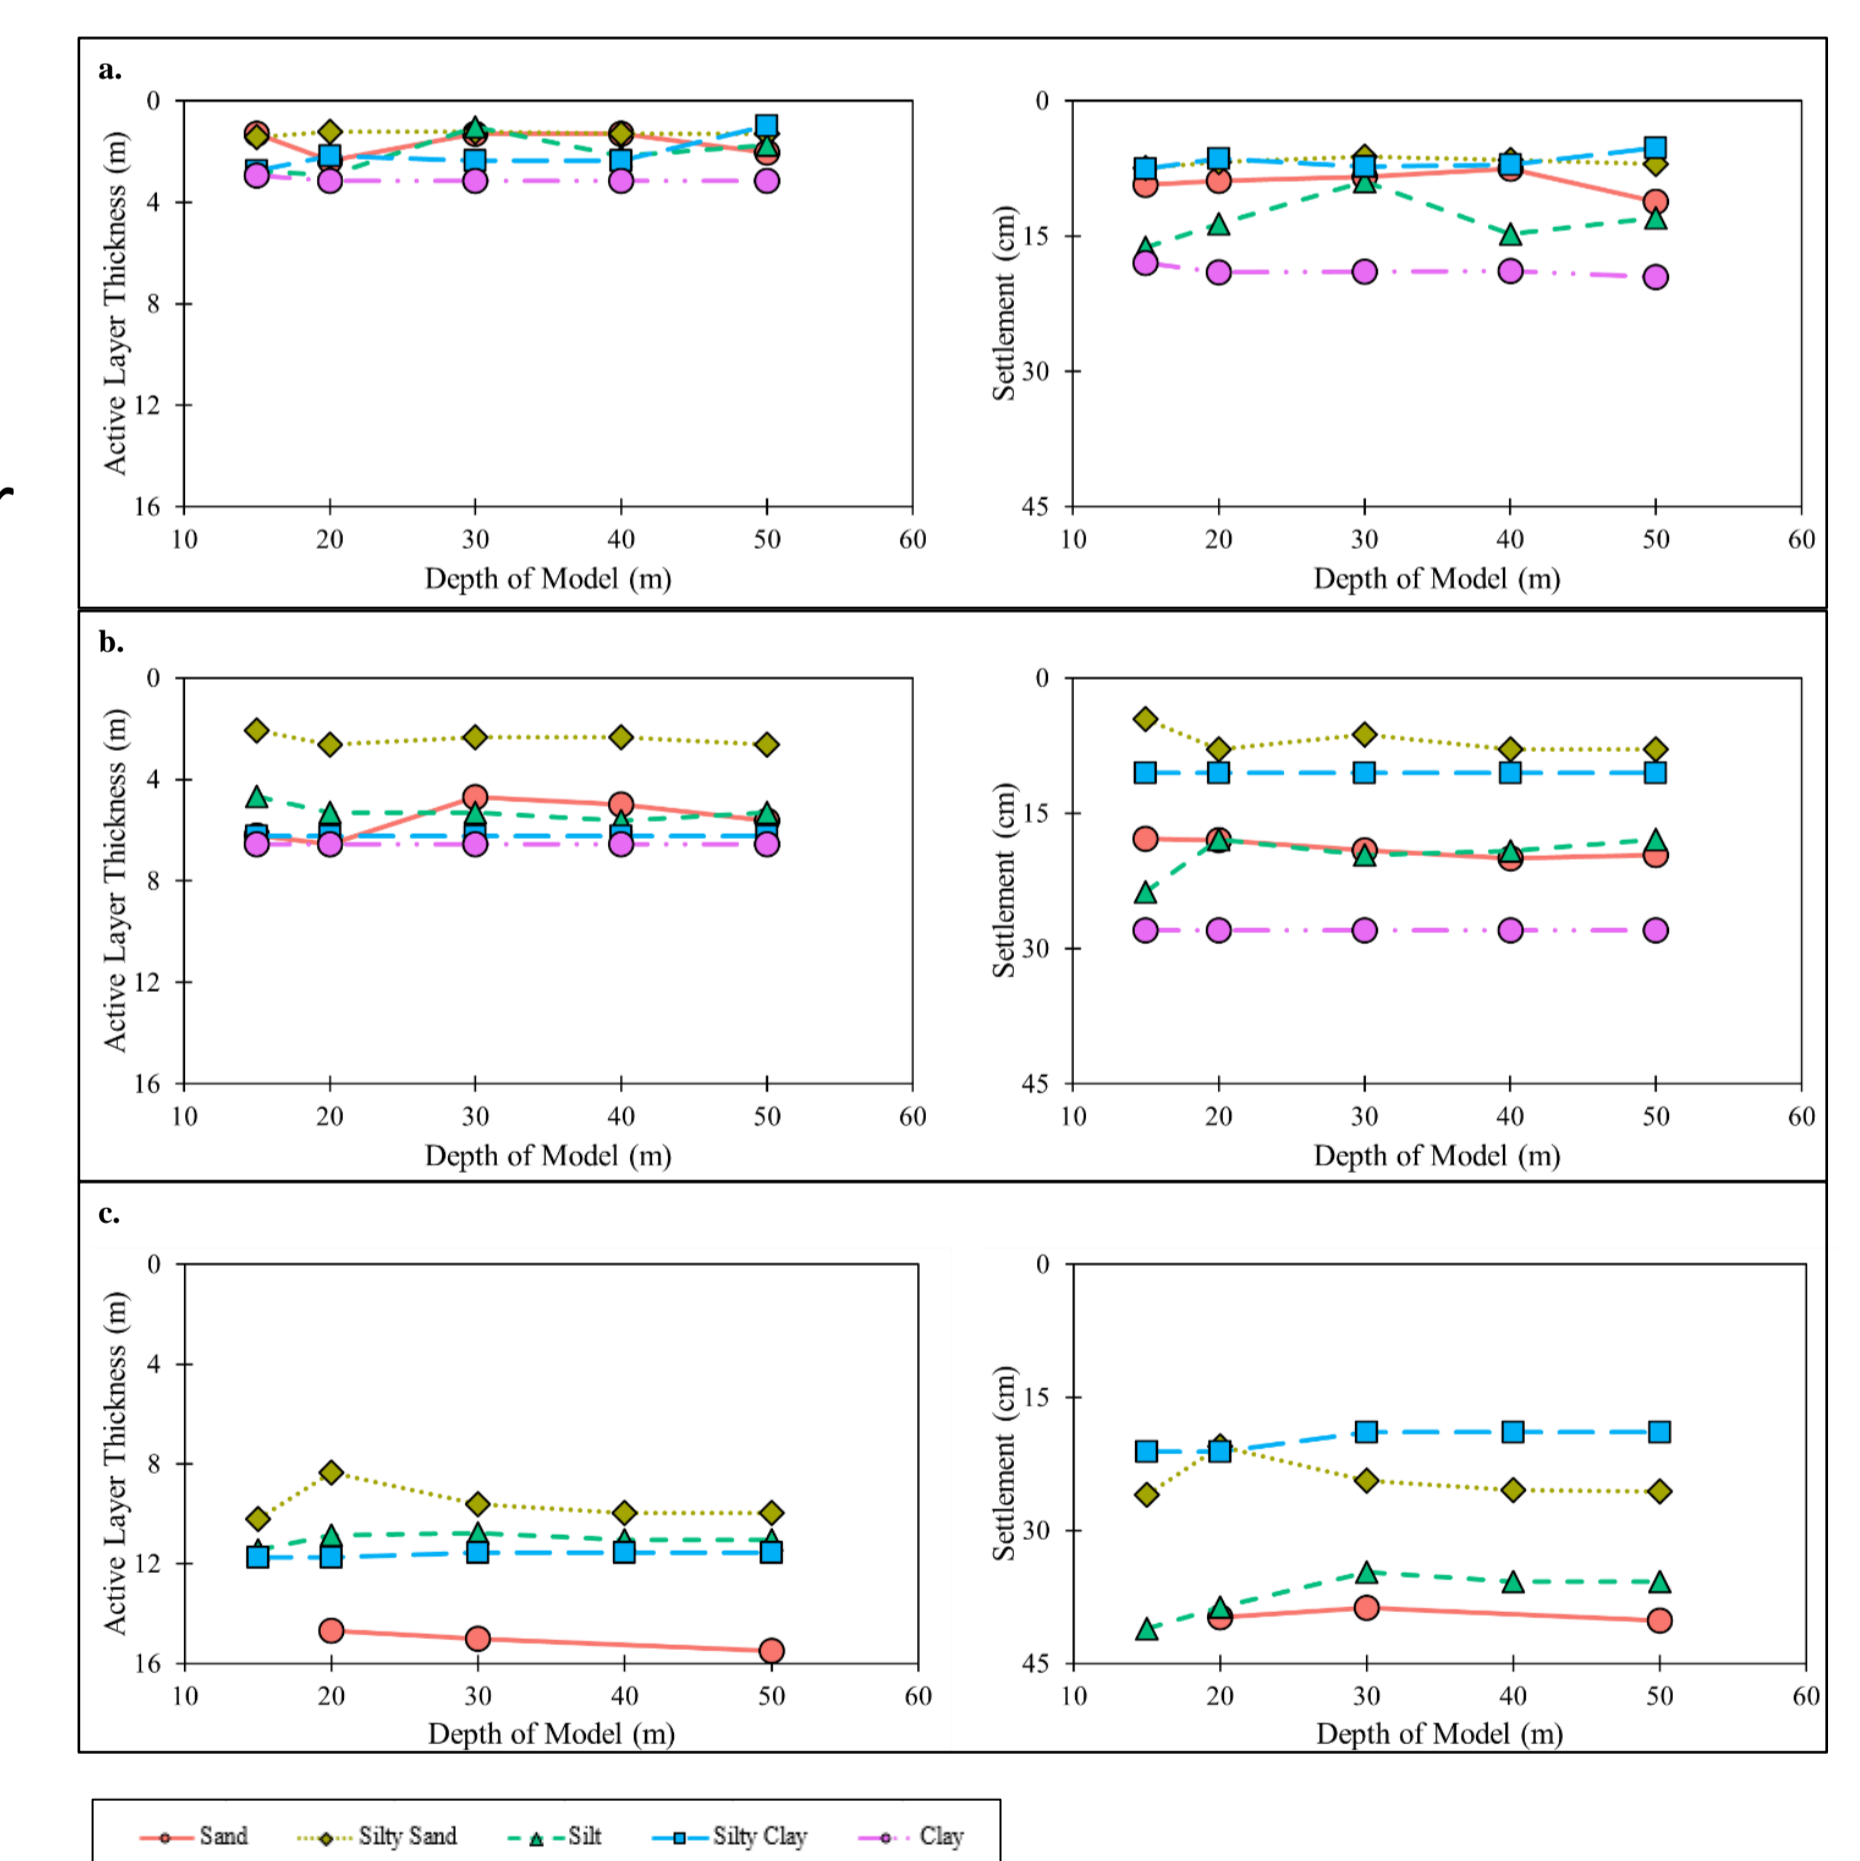 a.
0
4
8
12
16
Active Layer Thickness (m)
10 20 30 40 50 60
Depth of Model (m)
0
15
30
45
Settlement (cm)
10 20 30 40 50 60
Depth of Model (m)
b.
0
4
8
12
16
Active Layer Thickness (m)
10 20 30 40 50 60
Depth of Model (m)
0
15
30
45
Settlement (cm)
10 20 30 40 50 60
Depth of Model (m)
c.
0
4
8
12
16
Active Layer Thickness (m)
10 20 30 40 50 60
Depth of Model (m)
0
15
30
45
Settlement (cm)
10 20 30 40 50 60
Depth of Model (m)
Sand Silty Sand Silt Silty Clay Clay